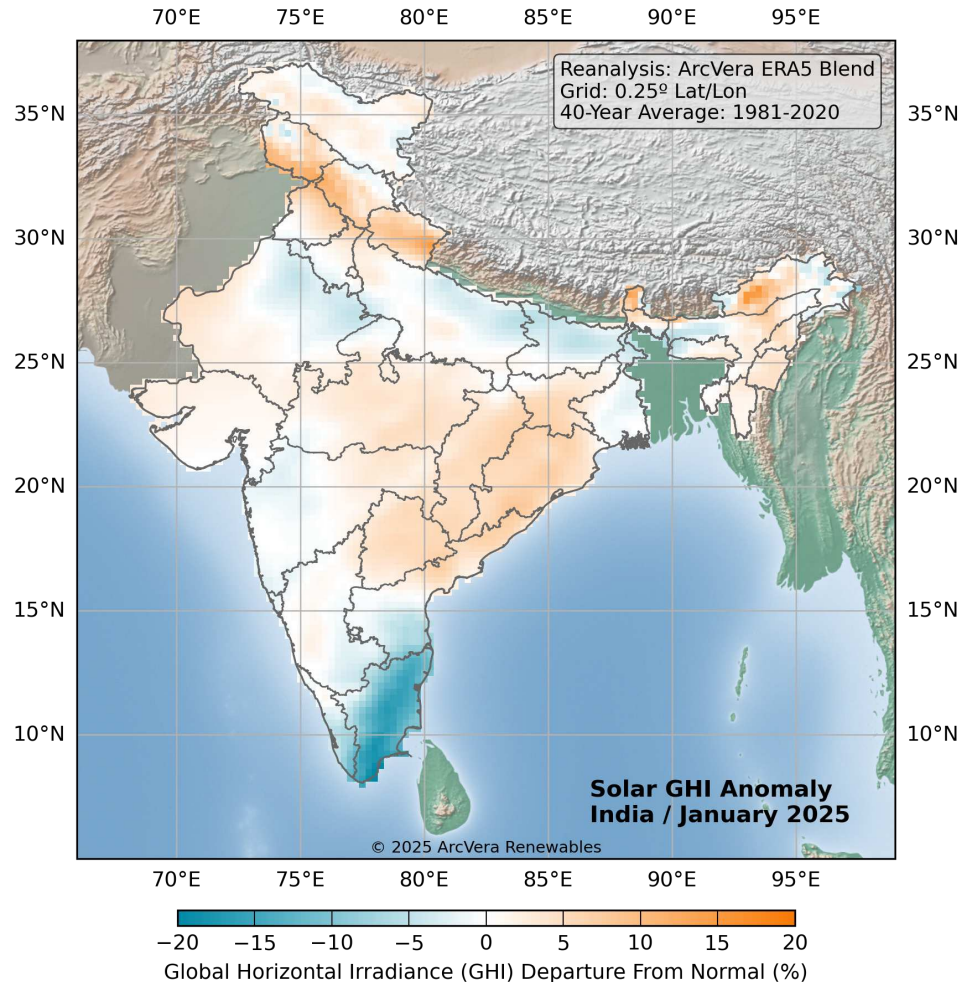 70°E 75°E 80°E 85°E 90°E 95°E
Reanalysis: ArcVera ERA5 Blend
Grid: 0.25º Lat/Lon
40-Year Average: 1981-2020
35°N 35°N
30°N 30°N
25°N 25°N
20°N 20°N
15°N 15°N
10°N 10°N
Solar GHI Anomaly
India / January 2025
© 2025 ArcVera Renewables
70°E 75°E 80°E 85°E 90°E 95°E
−20 −15 −10 −5 0 5 10 15 20
Global Horizontal Irradiance (GHI) Departure From Normal (%)